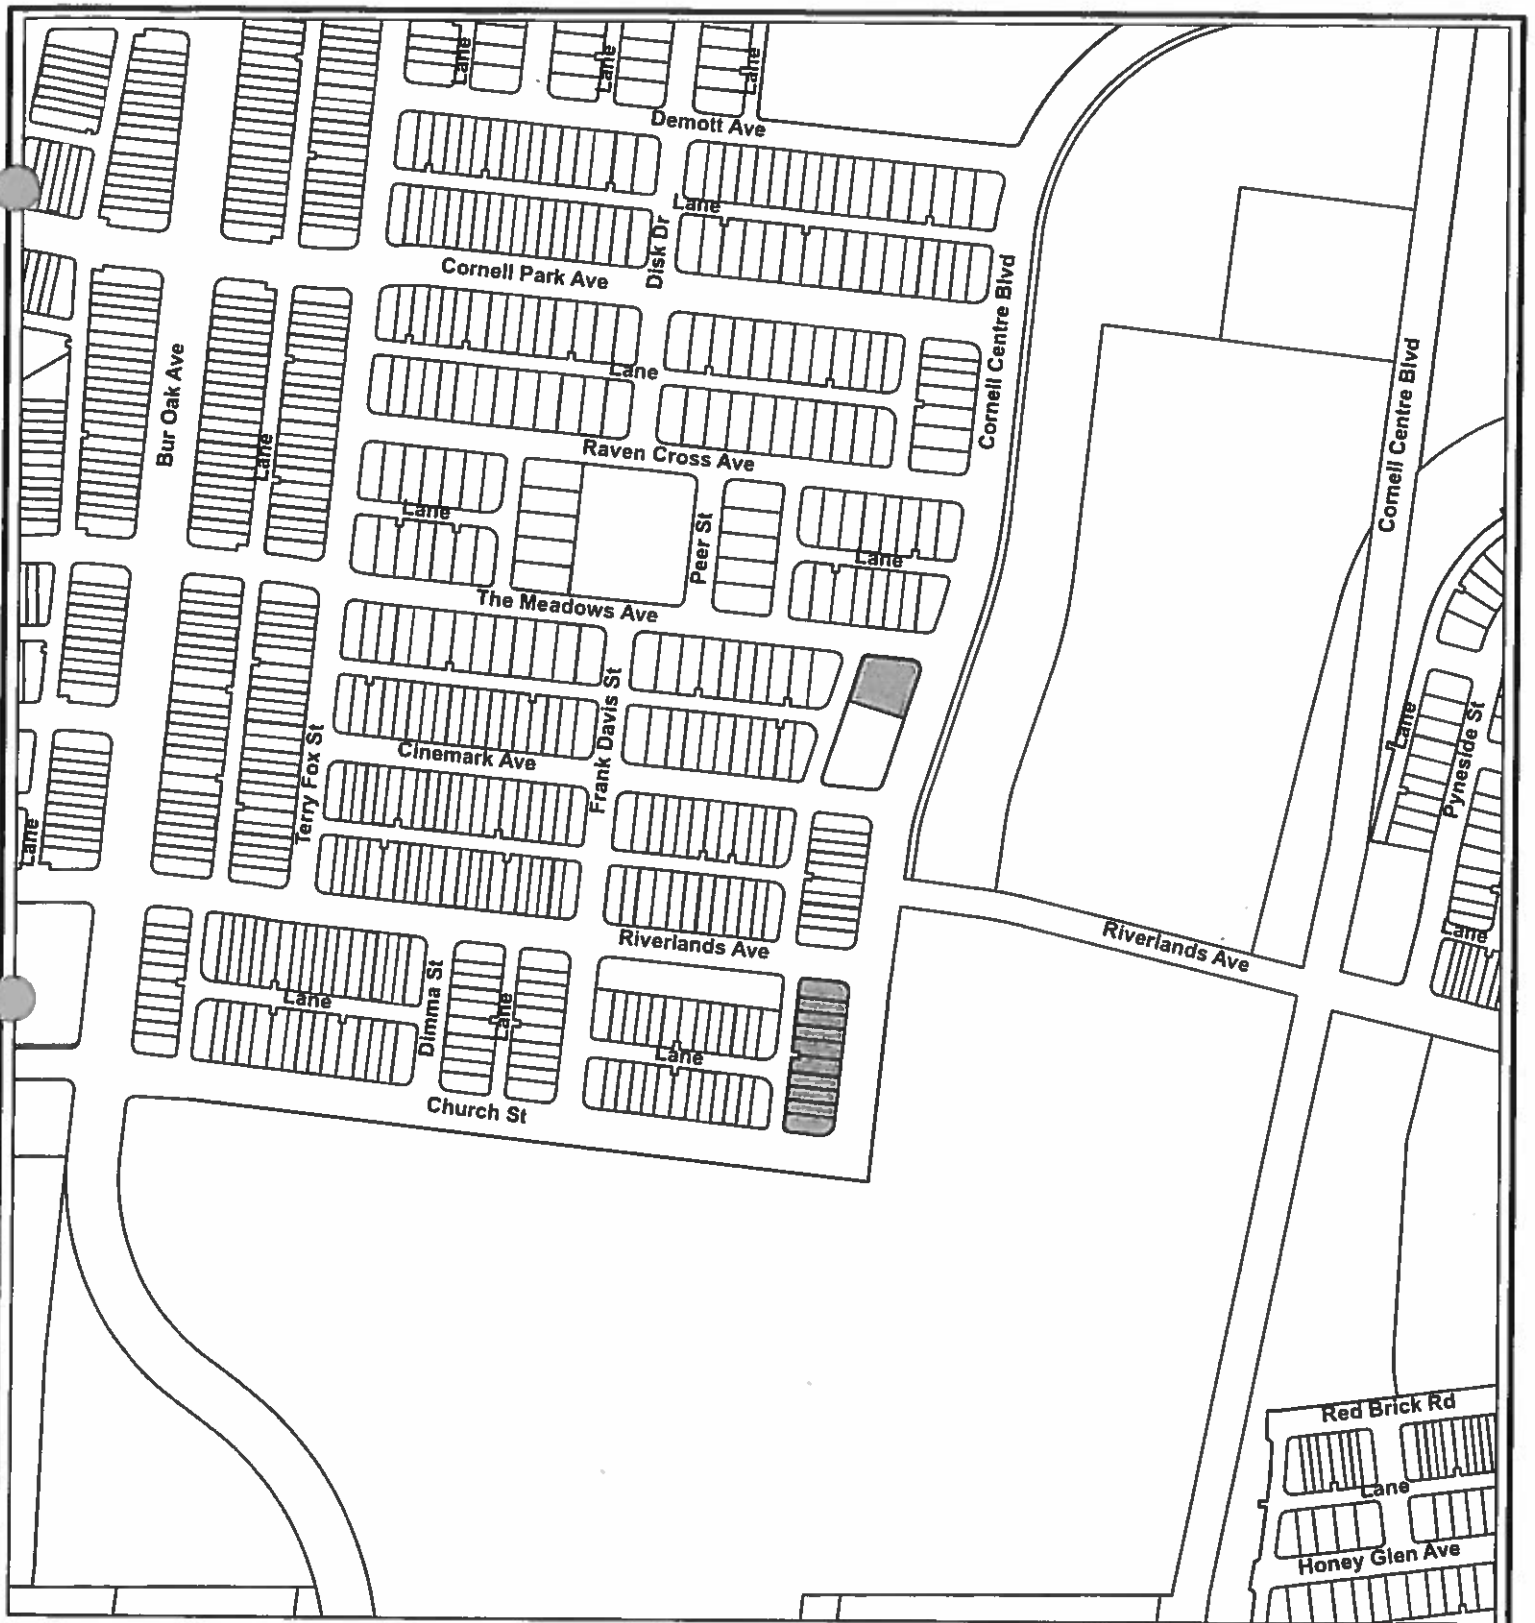 Lane
Lane
Lane
Demott Ave
Lane
Disk Dr
Cornell Park Ave
Cornell Centre Blvd
Lane
Bur Oak Ave
Cornell Centre Blvd
Lane
Raven Cross Ave
Lane
Peer St
Lane
The Meadows Ave
Frank Davis St
Cinemark Ave
Terry Fox St
Lane
Pyneside St
Lane
Riverlands Ave
Riverlands Ave
Lane
Dimma St
Lane
Lane
Lane
Church St
Red Brick Rd
Lane
Honey Glen Ave